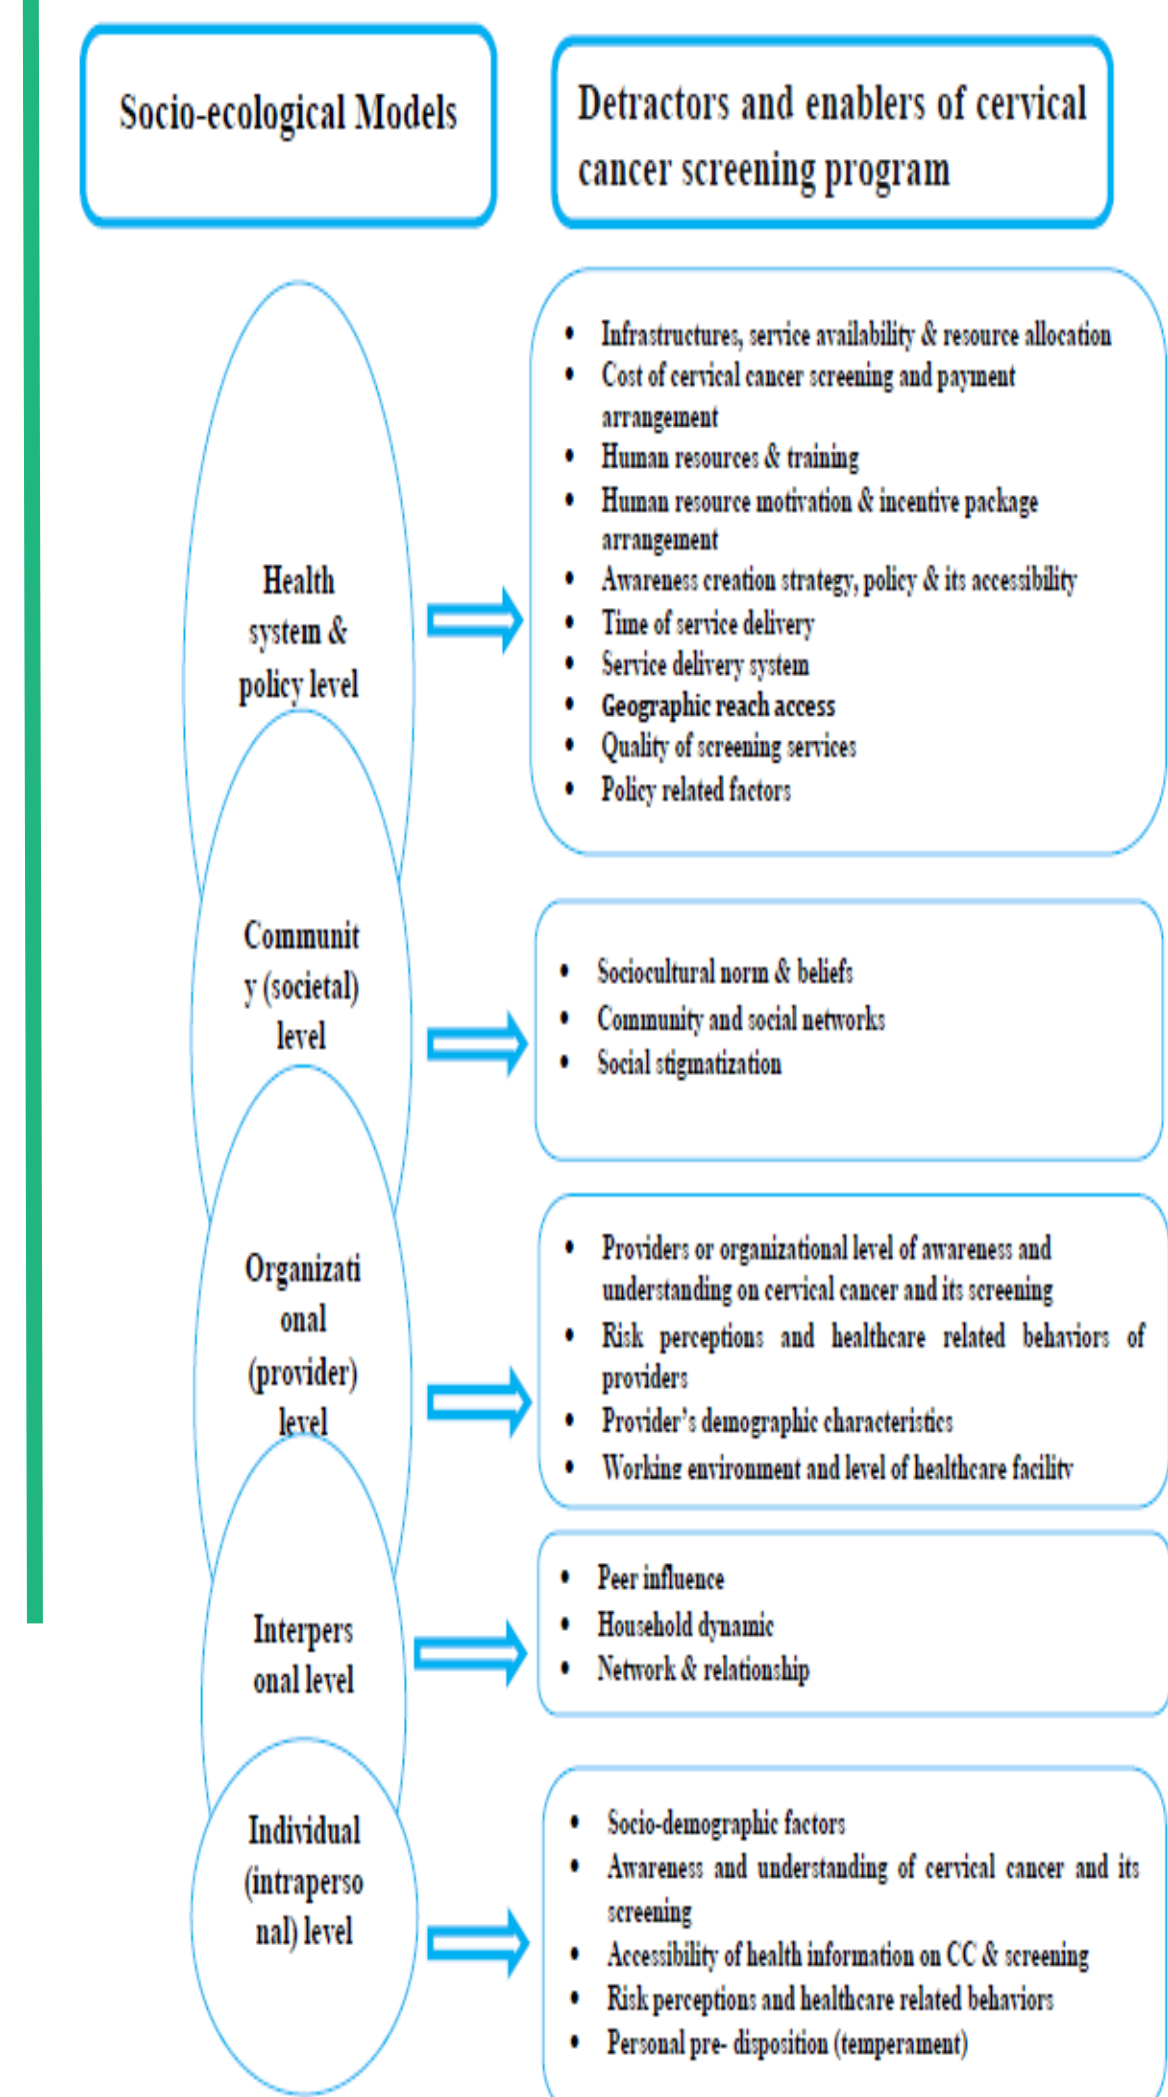 Socio-ecological Models
Detractors and enablers of cervical
cancer screening program
Health
system &
policy level
• Infrastructures, service availability & resource allocation
• Cost of cervical cancer screening and payment
arrangement
• Human resources & training
• Human resource motivation & incentive package
arrangement
• Awareness creation strategy, policy & its accessibility
• Time of service delivery
• Service delivery system
• Geographic reach access
• Quality of screening services
• Policy related factors
Communit
y (societal)
level
• Sociocultural norm & beliefs
• Community and social networks
• Social stigmatization
Organizati
onal
(provider)
level
• Providers or organizational level of awareness and
understanding on cervical cancer and its screening
• Risk perceptions and healthcare related behaviors of
providers
• Provider’s demographic characteristics
• Working environment and level of healthcare facility
Interpers
onal level
• Peer influence
• Household dynamic
• Network & relationship
Individual
(intraperso
nal) level
• Socio-demographic factors
• Awareness and understanding of cervical cancer and its
screening
• Accessibility of health information on CC & screening
• Risk perceptions and healthcare related behaviors
• Personal pre- disposition (temperament)